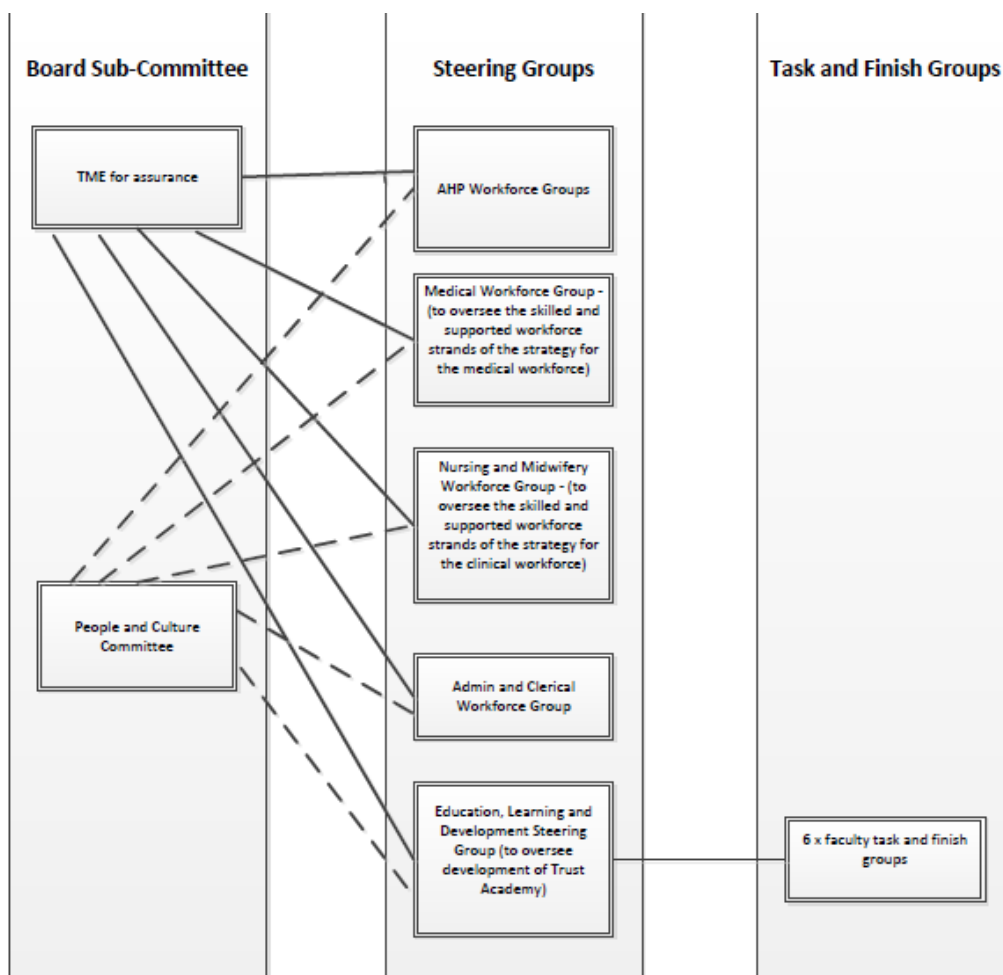 Board Sub-Committee
Steering Groups
Task and Finish Groups
TME for assurance
People and Culture
Committee
AHP Workforce Groups
Medical Workforce Group -
(to oversee the skilled and
supported workforce
strands of the strategy for
the medical workforce)
Nursing and Midwifery
Workforce Group - (to
oversee the skilled and
supported workforce
strands of the strategy for
the clinical workforce)
Admin and Clerical
Workforce Group
Education, Learning and
Development Steering
Group (to oversee
development of Trust
Academy)
6 x faculty task and finish
groups